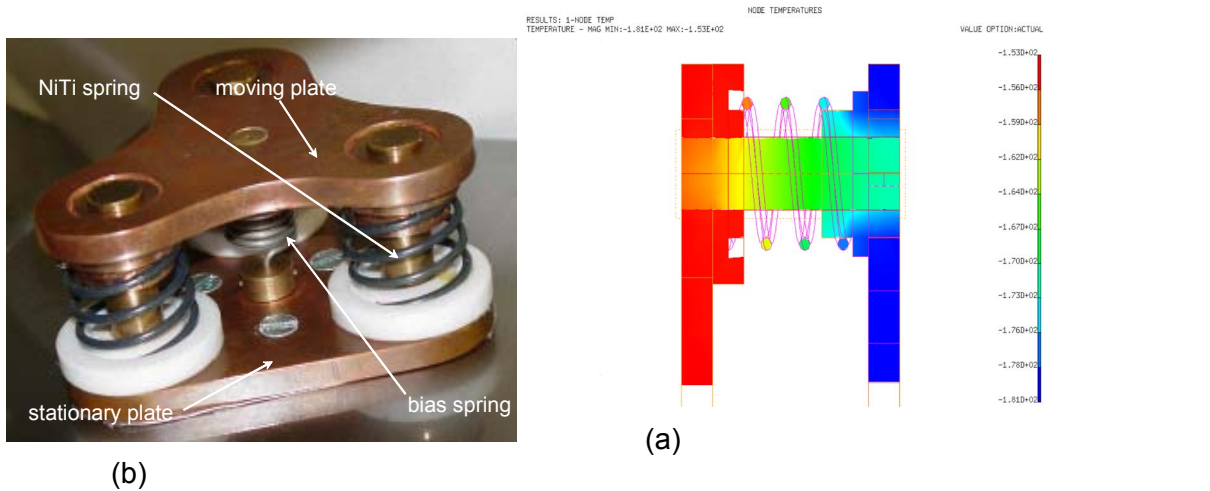 NiTi spring
moving plate
stationary plate
bias spring
(b)
NODE TEMPERATURES
RESULTS: 1-NODE TEMP
TEMPERATURE - MAG MIN:-1.81E+02 MAX:-1.53E+02
VALUE OPTION:ACTUAL
-1.53D+02
-1.56D+02
-1.59D+02
-1.62D+02
-1.64D+02
-1.67D+02
-1.70D+02
-1.73D+02
-1.76D+02
-1.78D+02
-1.81D+02
(a)